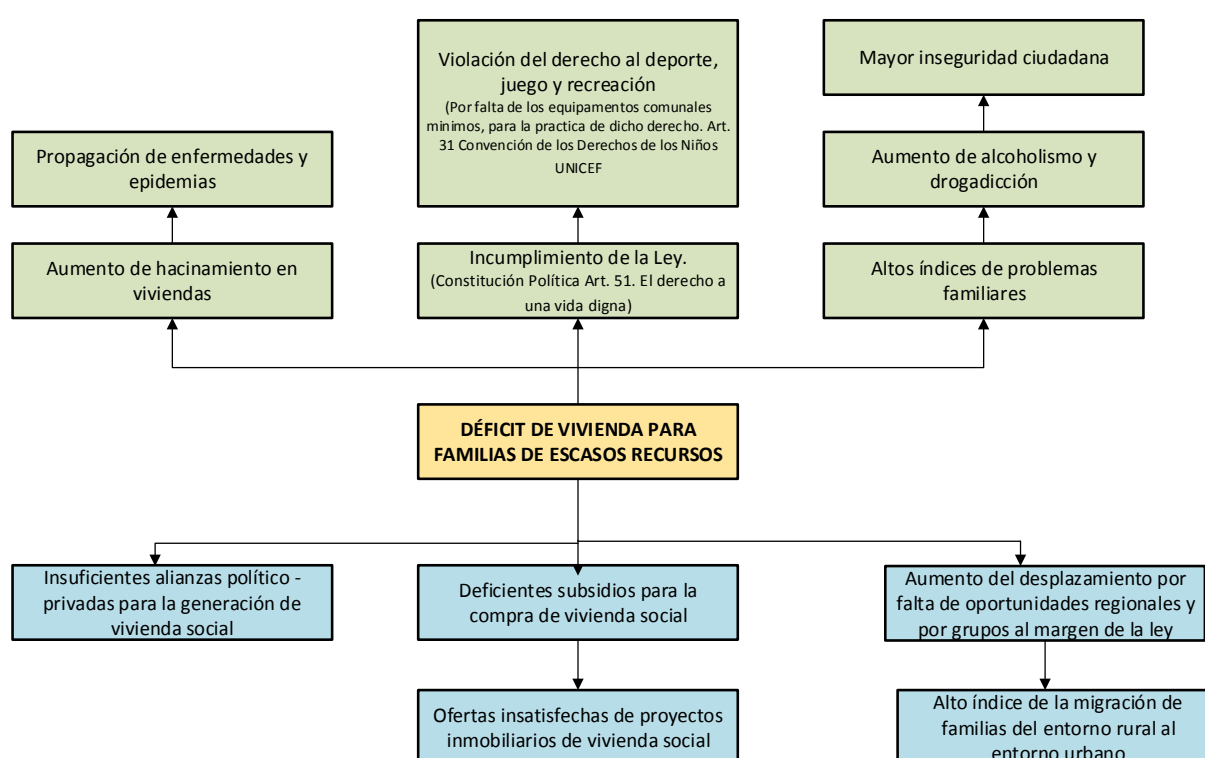 Violación del derecho al deporte,
juego y recreación
(Por falta de los equipamentos comunales
minimos, para la practica de dicho derecho. Art.
31 Convención de los Derechos de los Niños
UNICEF
Mayor inseguridad ciudadana
Propagación de enfermedades y
epidemias
Aumento de alcoholismo y
drogadicción
Aumento de hacinamiento en
viviendas
Incumplimiento de la Ley.
(Constitución Política Art. 51. El derecho a
una vida digna)
Altos índices de problemas
familiares
DÉFICIT DE VIVIENDA PARA
FAMILIAS DE ESCASOS RECURSOS
Insuficientes alianzas político -
privadas para la generación de
vivienda social
Deficientes subsidios para la
compra de vivienda social
Aumento del desplazamiento por
falta de oportunidades regionales y
por grupos al margen de la ley
Ofertas insatisfechas de proyectos
inmobiliarios de vivienda social
Alto índice de la migración de
familias del entorno rural al
entorno urbano